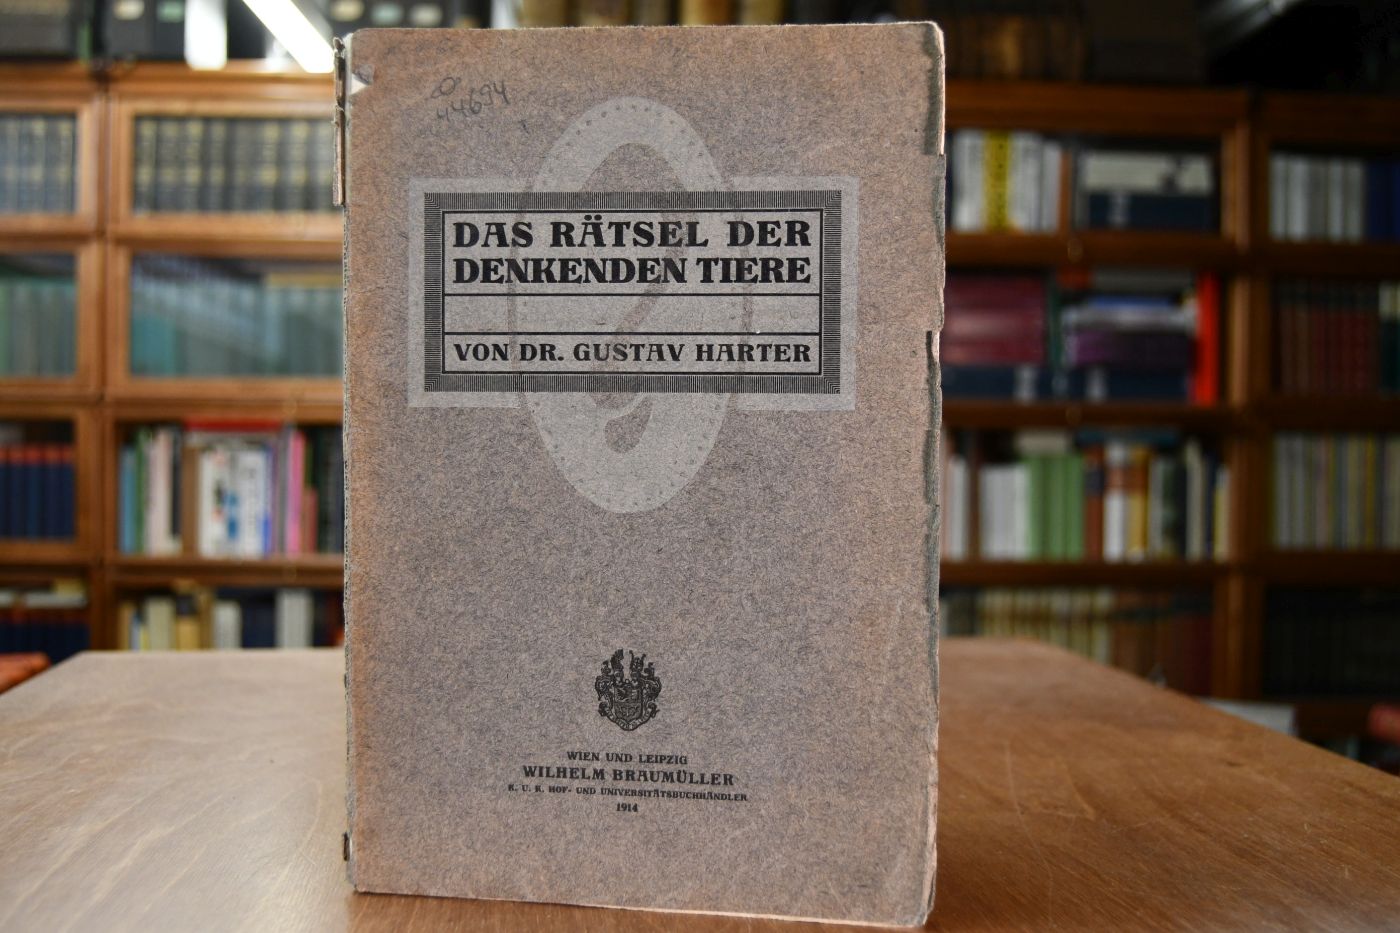 44694
DAS RÄTSEL DER
DENKENDEN TIERE
VON DR. GUSTAV HARTER
WIEN UND LEIPZIG
WILHELM BRAUMÜLLER
K. U. K. HOF- UND UNIVERSITÄTSBUCHHÄNDLER
1914